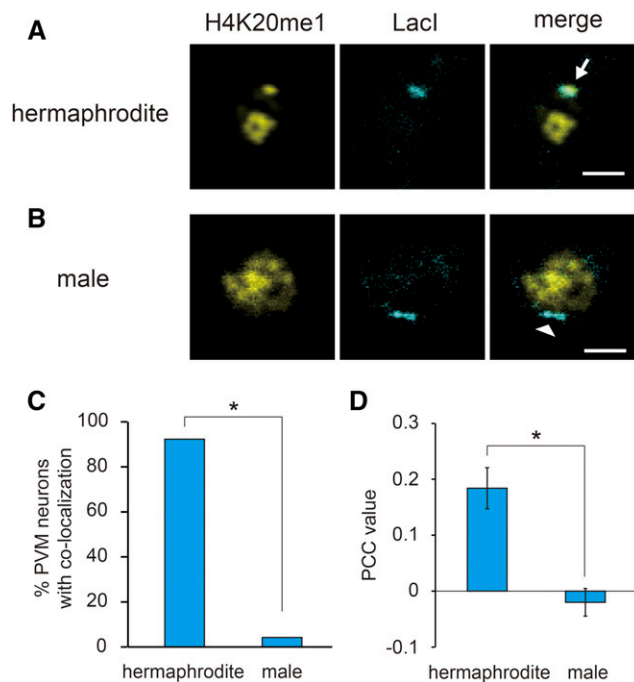 A
H4K20me1 LacI merge
hermaphrodite
B
male
C
% PVM neurons
with co-localization
100
80
60
40
20
0
*
hermaphrodite male
D
PCC value
0.3
0.2
0.1
0
-0.1
*
hermaphrodite male